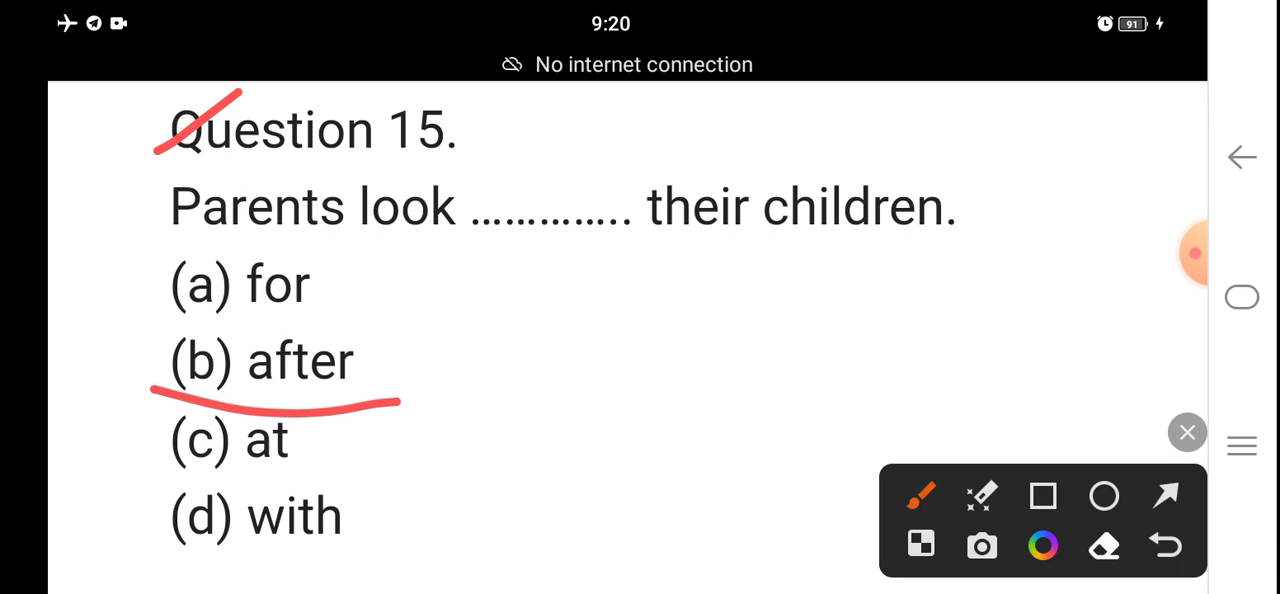 9:20
91
No internet connection
Question 15.
Parents look ………….. their children.
(a) for
(b) after
(c) at
(d) with